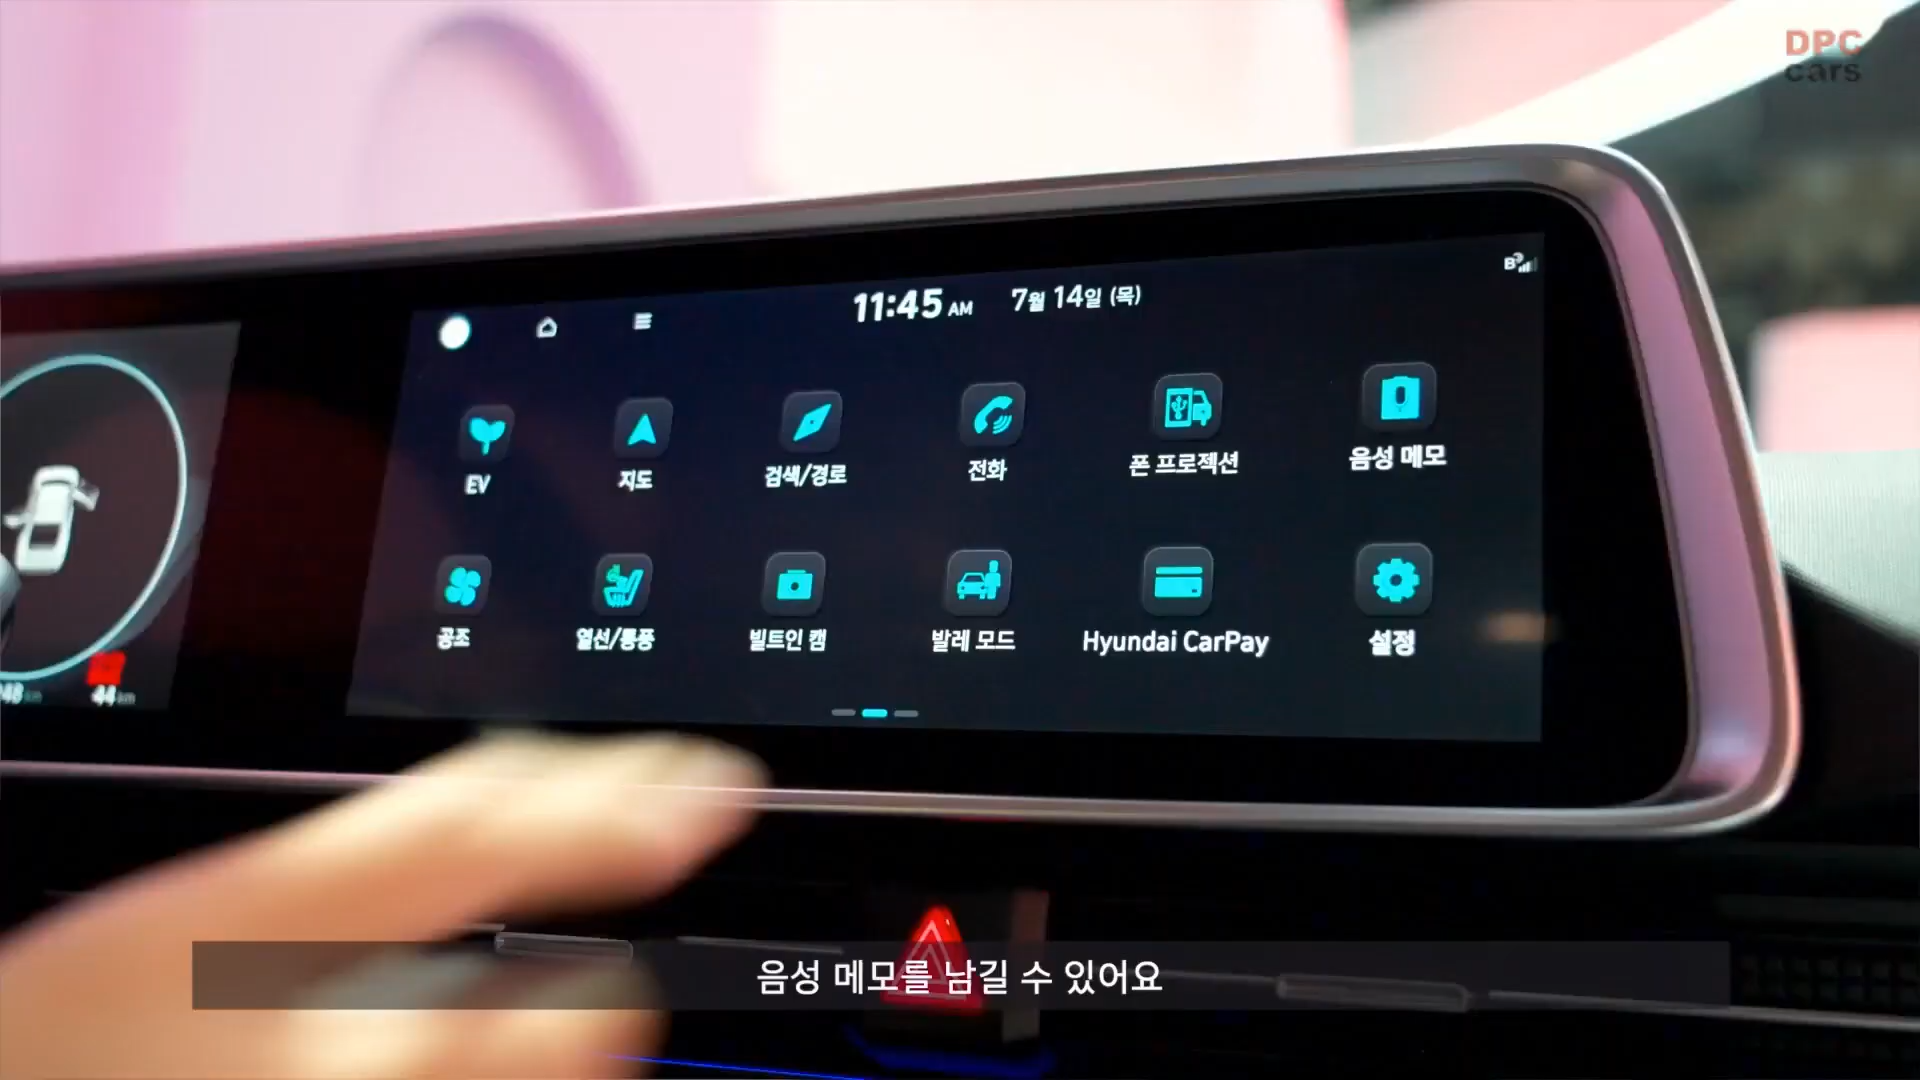 DPC
cars
11:45 AM 7월 14일 (목)
EV
지도
검색/경로
전화
폰 프로젝션
음성 메모
공조
열선/통풍
빌트인 캠
발레 모드
Hyundai CarPay
설정
44 km
음성 메모를 남길 수 있어요